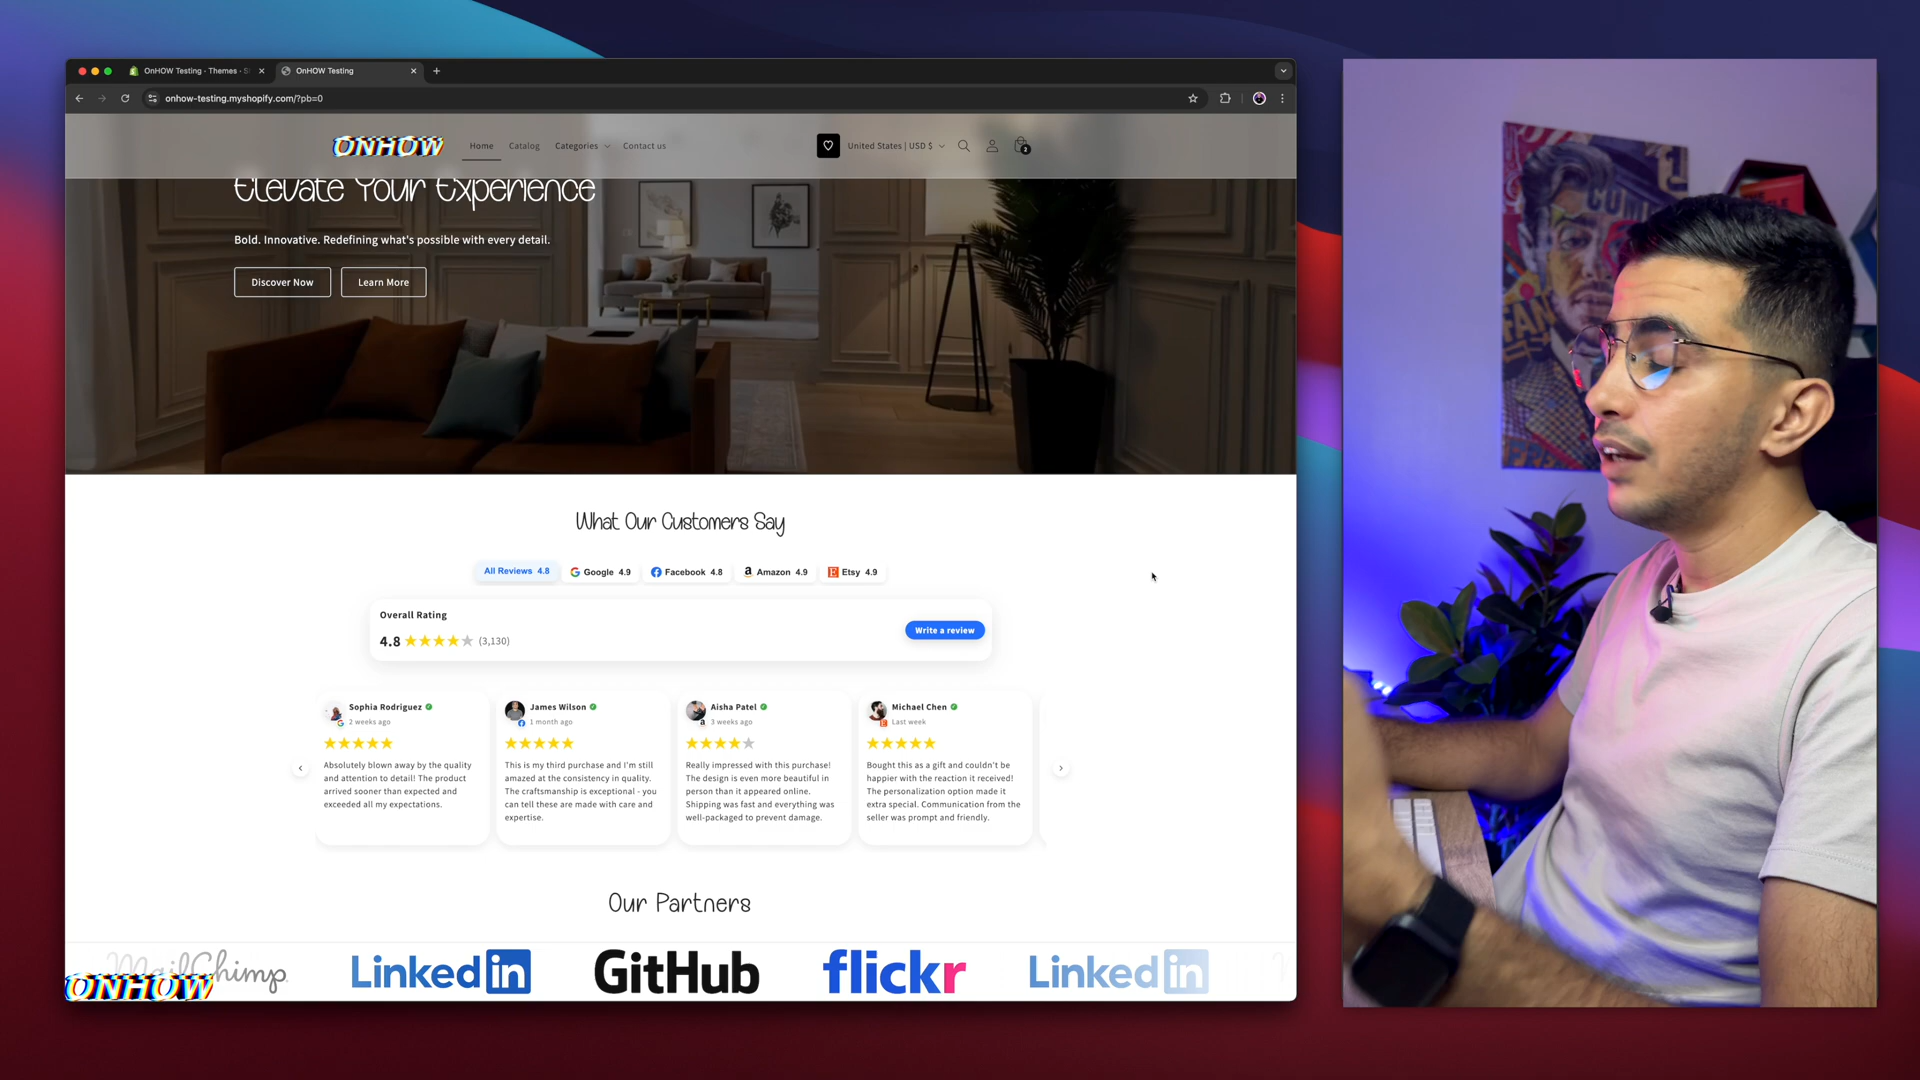 OnHOW Testing - Themes - S
OnHOW Testing
onhow-testing.myshopify.com/?pb=0
ONHOW
Home
Catalog
Categories
Contact us
United States | USD $
2
Elevate Your Experience
Bold. Innovative. Redefining what's possible with every detail.
Discover Now
Learn More
What Our Customers Say
All Reviews 4.8
Google 4.9
Facebook 4.8
Amazon 4.9
Etsy 4.9
Overall Rating
4.8
(3,130)
Write a review
Sophia Rodriguez
2 weeks ago
Absolutely blown away by the quality
and attention to detail! The product
arrived sooner than expected and
exceeded all my expectations.
James Wilson
1 month ago
This is my third purchase and I'm still
amazed at the consistency in quality.
The craftsmanship is exceptional - you
can tell these are made with care and
expertise.
Aisha Patel
3 weeks ago
Really impressed with this purchase!
The design is even more beautiful in
person than it appeared online.
Shipping was fast and everything was
well-packaged to prevent damage.
Michael Chen
Last week
Bought this as a gift and couldn't be
happier with the reaction it received!
The personalization option made it
extra special. Communication from the
seller was prompt and friendly.
Our Partners
MailChimp
LinkedIn
GitHub
flickr
LinkedIn
ONHOW